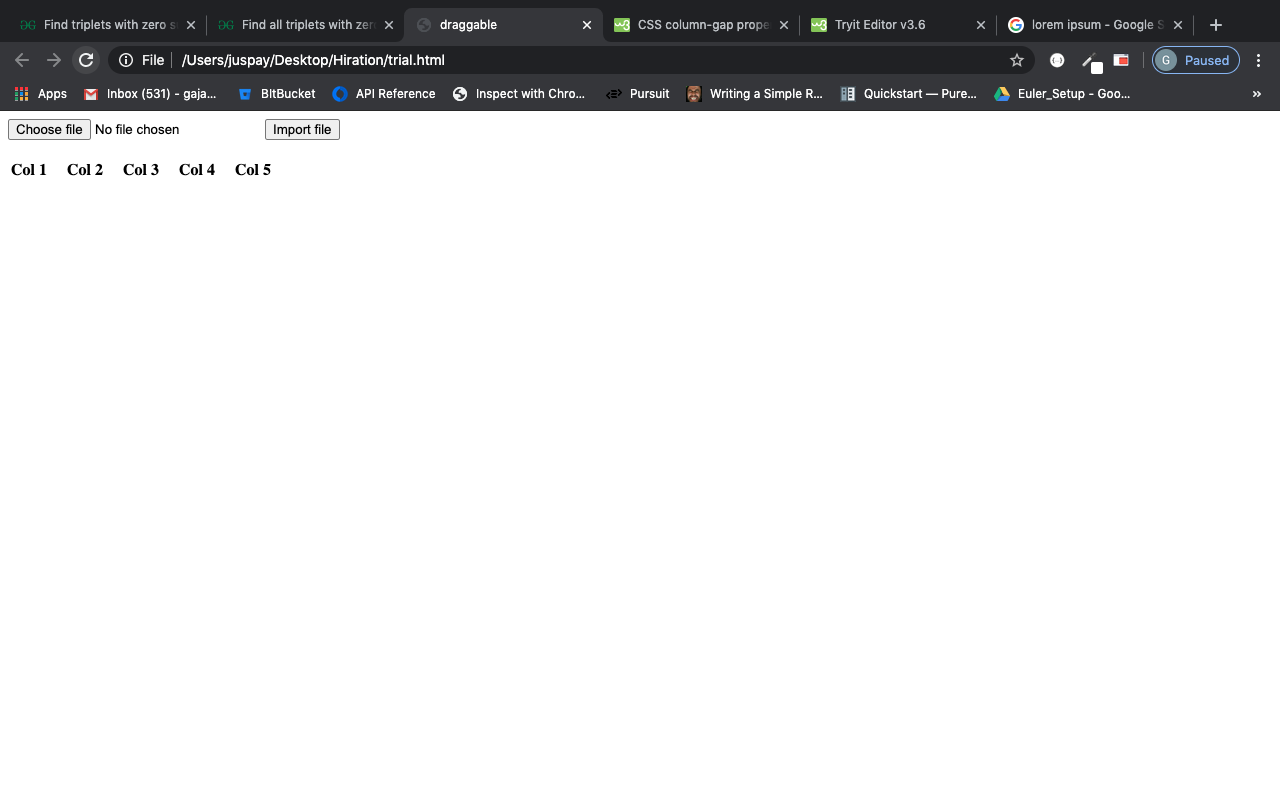 Find triplets with zero s
Find all triplets with zer
draggable
CSS column-gap prope
Tryit Editor v3.6
lorem ipsum - Google S
File
/Users/juspay/Desktop/Hiration/trial.html
G
Paused
Apps
Inbox (531) - gaja...
BItBucket
API Reference
Inspect with Chro...
Pursuit
Writing a Simple R...
Quickstart — Pure...
Euler_Setup - Goo...
»
Choose file No file chosen
Import file
Col 1 Col 2 Col 3 Col 4 Col 5